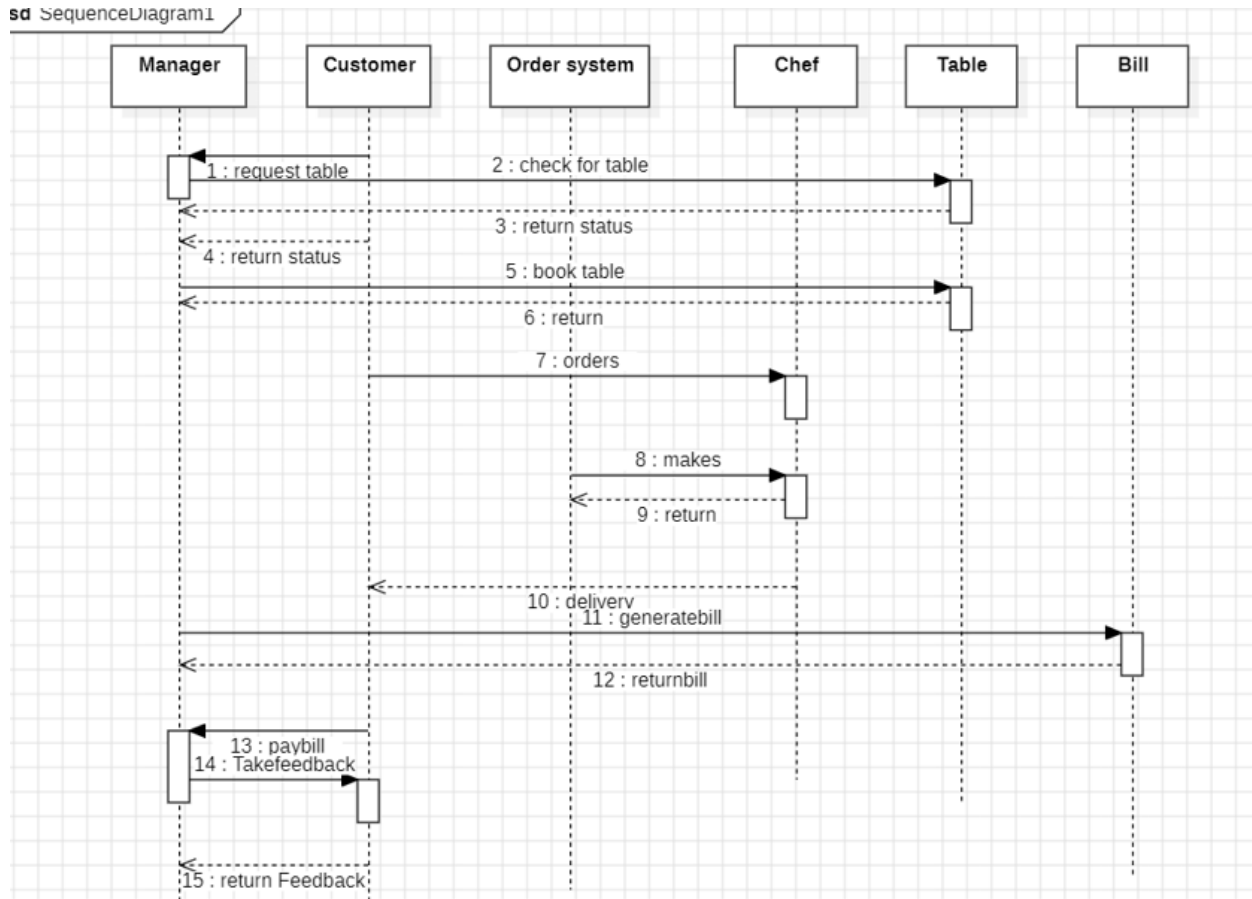 sd SequenceDiagram1
Manager
Customer
Order system
Chef
Table
Bill
1 : request table
2 : check for table
3 : return status
4 : return status
5 : book table
6 : return
7 : orders
8 : makes
9 : return
10 : delivery
11 : generatebill
12 : returnbill
13 : paybill
14 : Takefeedback
15 : return Feedback